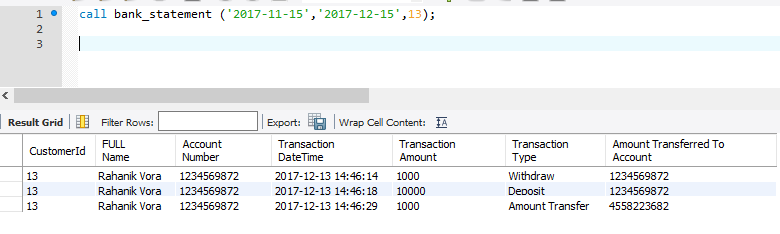 1 call bank_statement ('2017-11-15','2017-12-15',13);
2
3
Result Grid Filter Rows: Export: Wrap Cell Content:
CustomerId FULL Name Account Number Transaction DateTime Transaction Amount Transaction Type Amount Transferred To Account
13 Rahanik Vora 1234569872 2017-12-13 14:46:14 1000 Withdraw 1234569872
13 Rahanik Vora 1234569872 2017-12-13 14:46:18 10000 Deposit 1234569872
13 Rahanik Vora 1234569872 2017-12-13 14:46:29 1000 Amount Transfer 4558223682